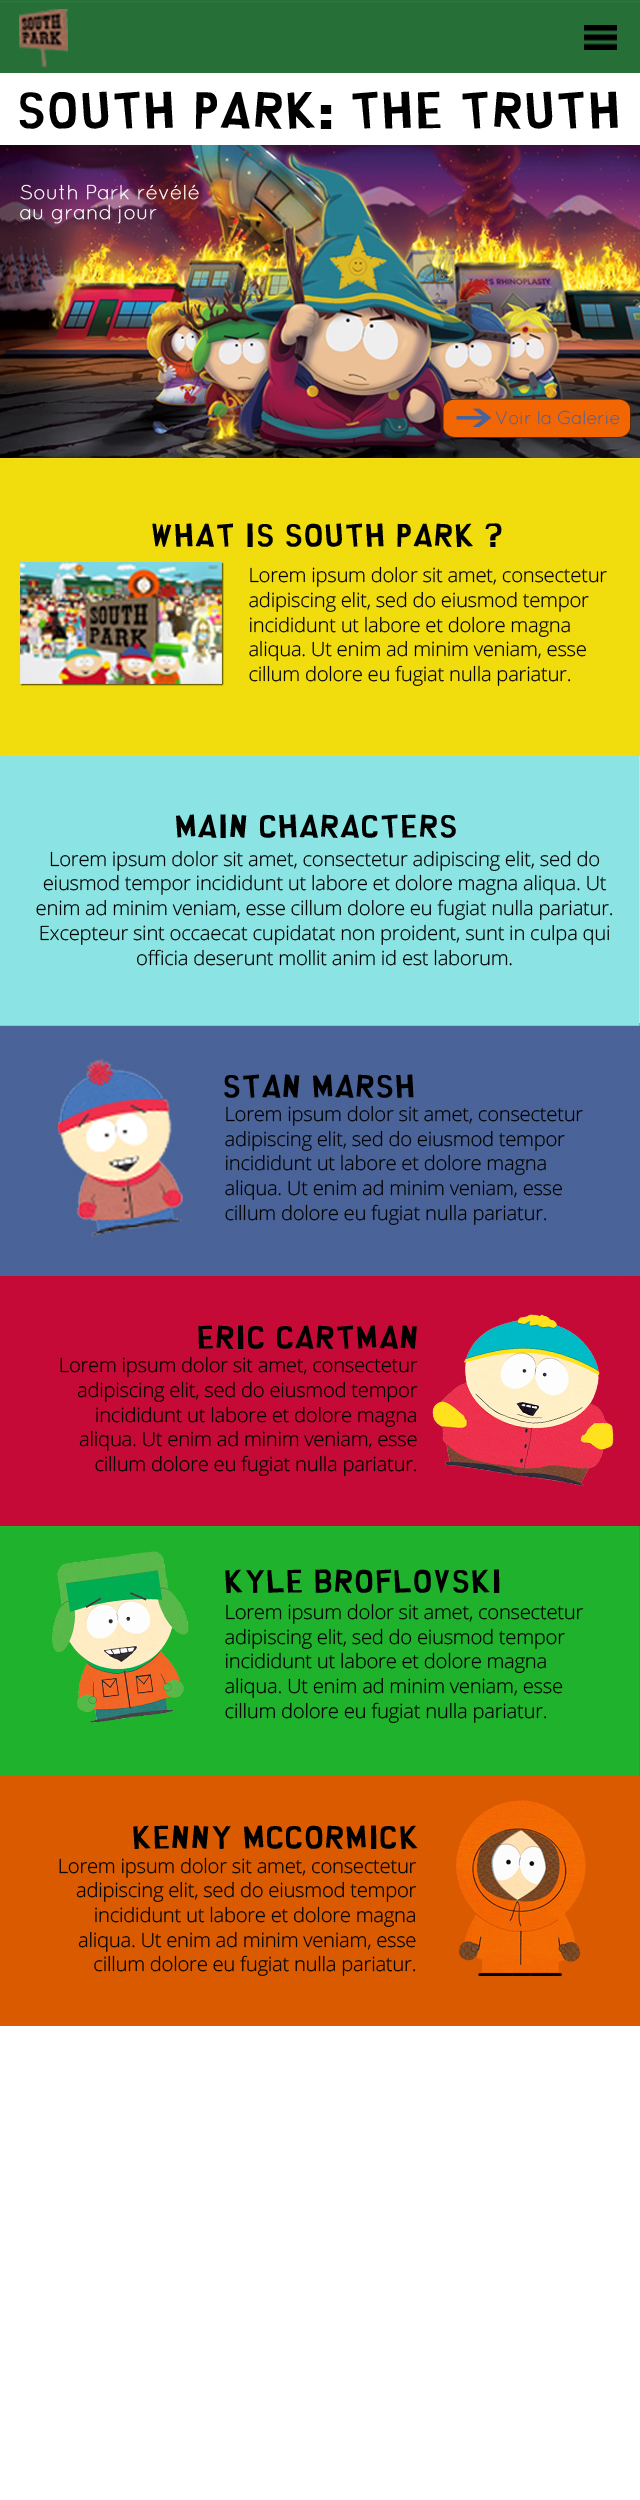 SOUTH
PARK
SOUTH PARK: THE TRUTH
South Park révélé
au grand jour
RHINOPLASTY
Voir la Galerie
WHAT IS SOUTH PARK ?
SOUTH
PARK
Lorem ipsum dolor sit amet, consectetur
adipiscing elit, sed do eiusmod tempor
incididunt ut labore et dolore magna
aliqua. Ut enim ad minim veniam, esse
cillum dolore eu fugiat nulla pariatur.
MAIN CHARACTERS
Lorem ipsum dolor sit amet, consectetur adipiscing elit, sed do
eiusmod tempor incididunt ut labore et dolore magna aliqua. Ut
enim ad minim veniam, esse cillum dolore eu fugiat nulla pariatur.
Excepteur sint occaecat cupidatat non proident, sunt in culpa qui
officia deserunt mollit anim id est laborum.
STAN MARSH
Lorem ipsum dolor sit amet, consectetur
adipiscing elit, sed do eiusmod tempor
incididunt ut labore et dolore magna
aliqua. Ut enim ad minim veniam, esse
cillum dolore eu fugiat nulla pariatur.
ERIC CARTMAN
Lorem ipsum dolor sit amet, consectetur
adipiscing elit, sed do eiusmod tempor
incididunt ut labore et dolore magna
aliqua. Ut enim ad minim veniam, esse
cillum dolore eu fugiat nulla pariatur.
KYLE BROFLOVSKI
Lorem ipsum dolor sit amet, consectetur
adipiscing elit, sed do eiusmod tempor
incididunt ut labore et dolore magna
aliqua. Ut enim ad minim veniam, esse
cillum dolore eu fugiat nulla pariatur.
KENNY MCCORMICK
Lorem ipsum dolor sit amet, consectetur
adipiscing elit, sed do eiusmod tempor
incididunt ut labore et dolore magna
aliqua. Ut enim ad minim veniam, esse
cillum dolore eu fugiat nulla pariatur.